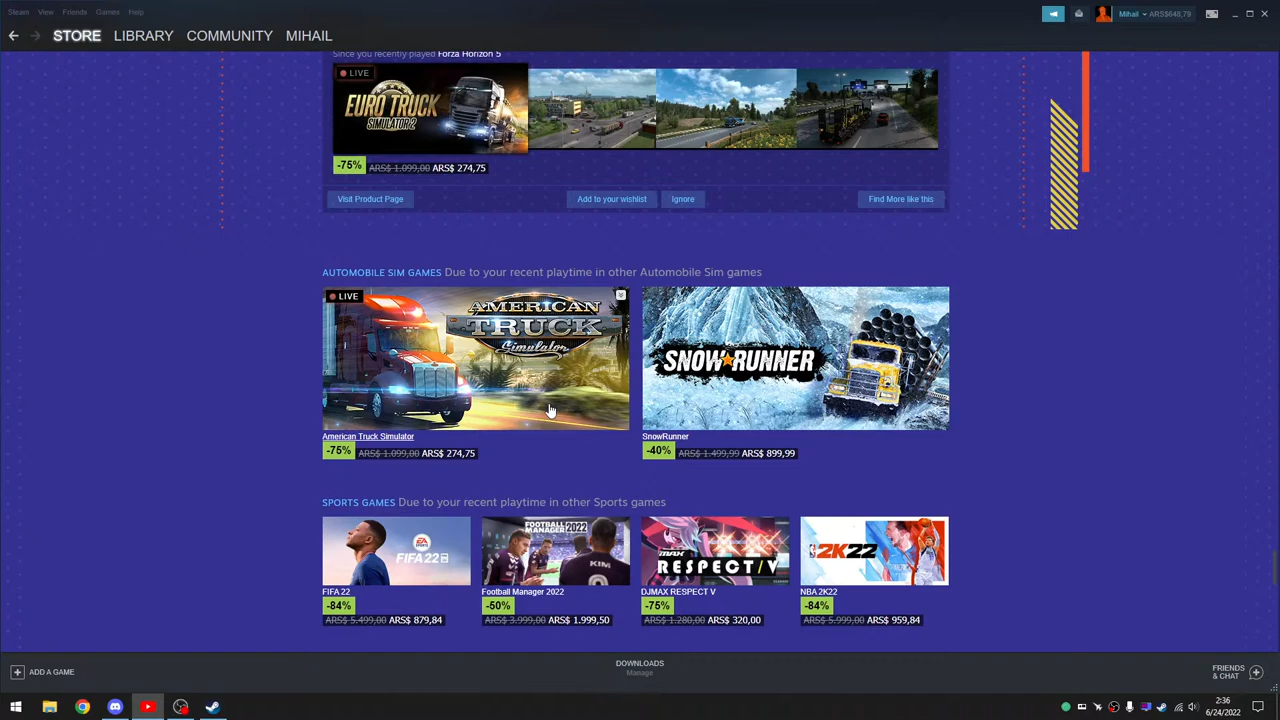 Steam View Friends Games Help
Mihail ARS$648,79
STORE LIBRARY COMMUNITY MIHAIL
Since you recently played Forza Horizon 5
LIVE
EURO TRUCK
SIMULATOR 2
-75% ARS$ 1.099,00 ARS$ 274,75
Visit Product Page Add to your wishlist Ignore Find More like this
AUTOMOBILE SIM GAMES Due to your recent playtime in other Automobile Sim games
LIVE
AMERICAN
TRUCK
Simulator
SNOWRUNNER
American Truck Simulator SnowRunner
-75% ARS$ 1.099,00 ARS$ 274,75 -40% ARS$ 1.499,99 ARS$ 899,99
SPORTS GAMES Due to your recent playtime in other Sports games
EA SPORTS
FIFA 22
FOOTBALL MANAGER 2022
KIM
DJMAX
RESPECT/V
NBA 2K22
FIFA 22 Football Manager 2022 DJMAX RESPECT V NBA 2K22
-84% -50% -75% -84%
ARS$ 5.499,00 ARS$ 879,84 ARS$ 3.999,00 ARS$ 1.999,50 ARS$ 1.280,00 ARS$ 320,00 ARS$ 5.999,00 ARS$ 959,84
ADD A GAME
DOWNLOADS
Manage
FRIENDS
& CHAT
2:36
6/24/2022